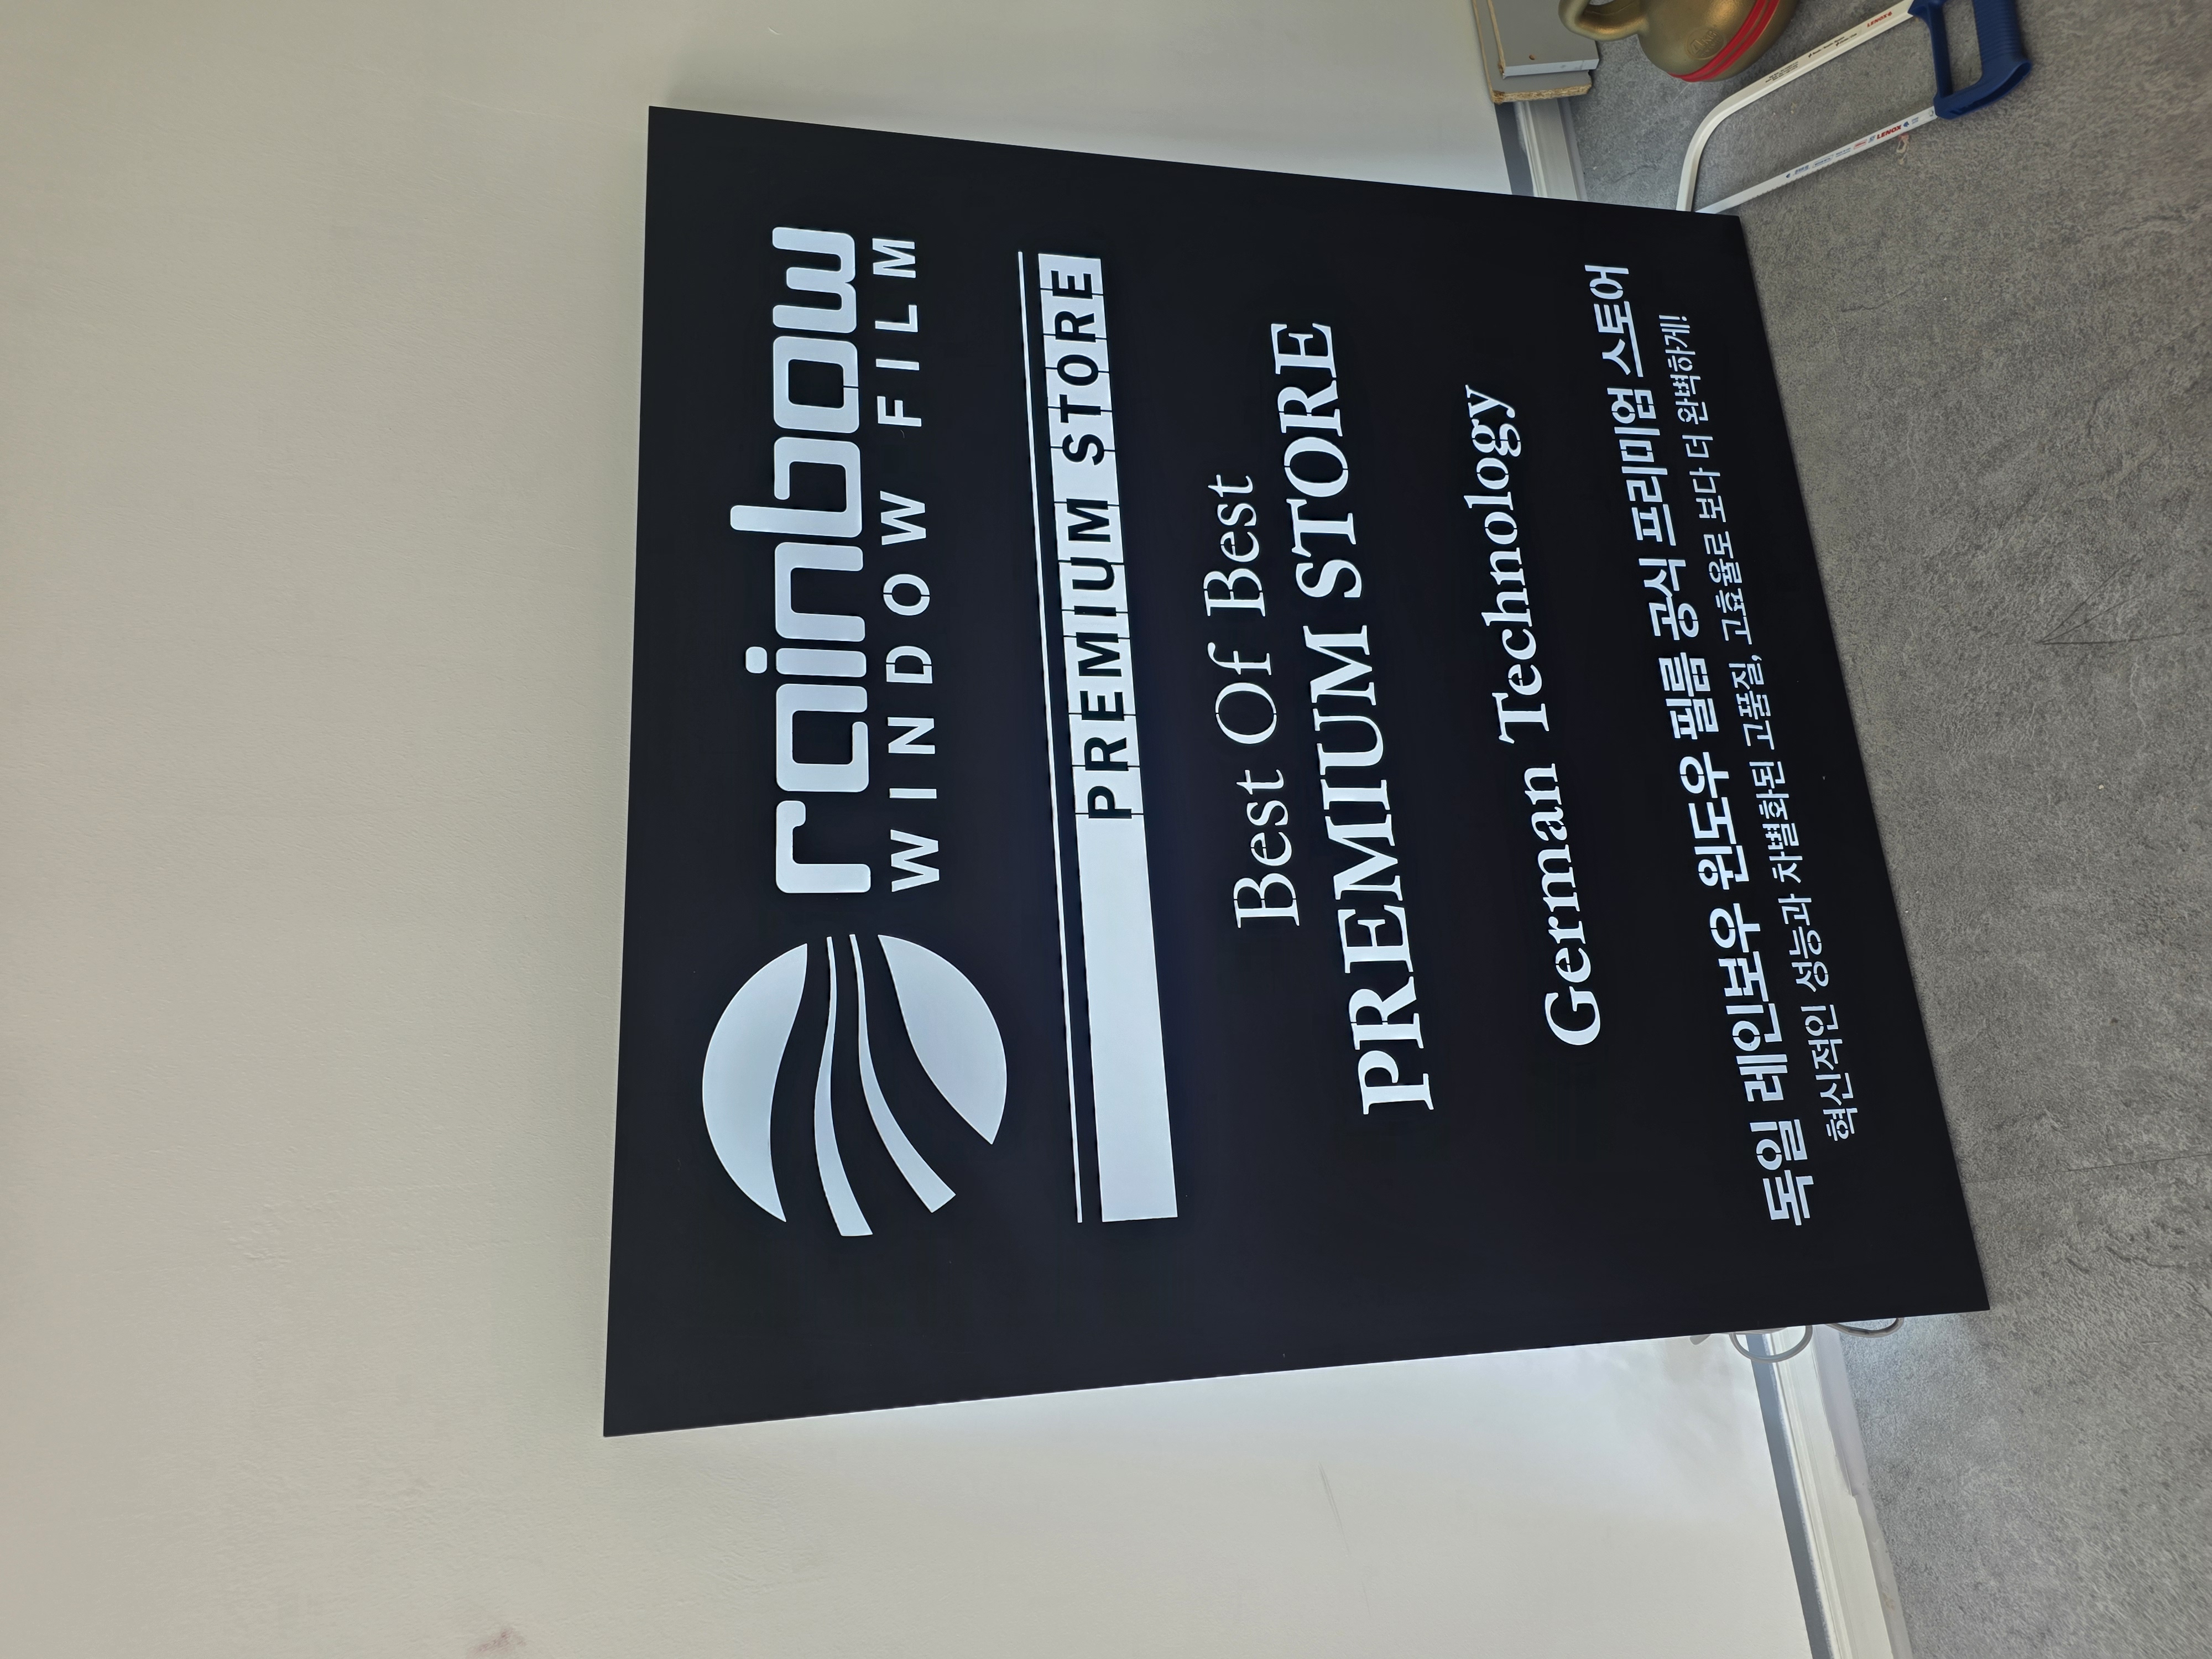 rainbow
WINDOW FILM
PREMIUM STORE
Best Of Best
PREMIUM STORE
German Technology
독일 레인보우 윈도우 필름 공식 프리미엄 스토어
혁신적인 성능과 차별화된 고품질, 고효율로 보다 더 완벽하게!
LENOX
LENOX